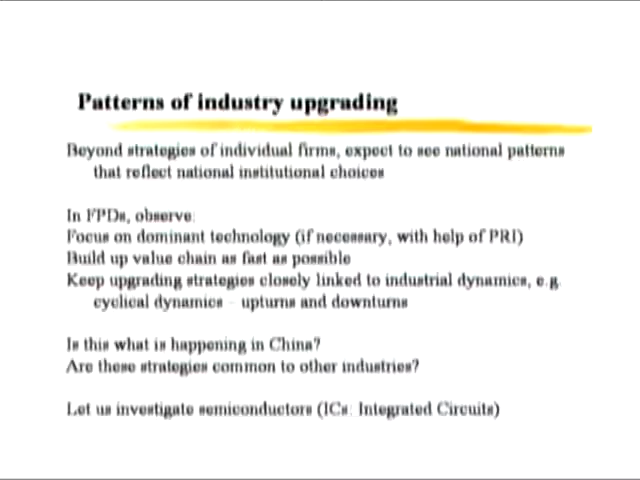 Patterns of industry upgrading
Beyond strategies of individual firms, expect to see national patterns
that reflect national institutional choices
In FPDs, observe:
Focus on dominant technology (if necessary, with help of PRI)
Build up value chain as fast as possible
Keep upgrading strategies closely linked to industrial dynamics, e.g.
cyclical dynamics – upturns and downturns
Is this what is happening in China?
Are these strategies common to other industries?
Let us investigate semiconductors (ICs: Integrated Circuits)